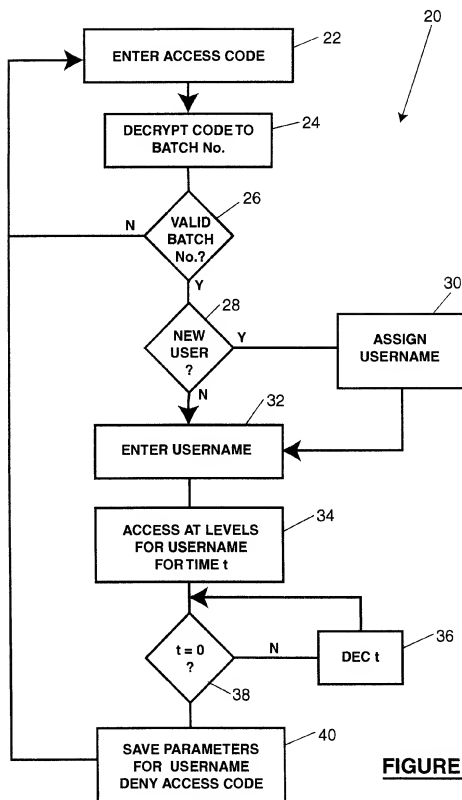 20
ENTER ACCESS CODE
22
DECRYPT CODE TO
BATCH No.
24
26
N
VALID
BATCH
No.?
Y
28
NEW
USER
?
Y
N
30
ASSIGN
USERNAME
32
ENTER USERNAME
34
ACCESS AT LEVELS
FOR USERNAME
FOR TIME t
t = 0
?
N
38
DEC t
36
SAVE PARAMETERS
FOR USERNAME
DENY ACCESS CODE
40
FIGURE